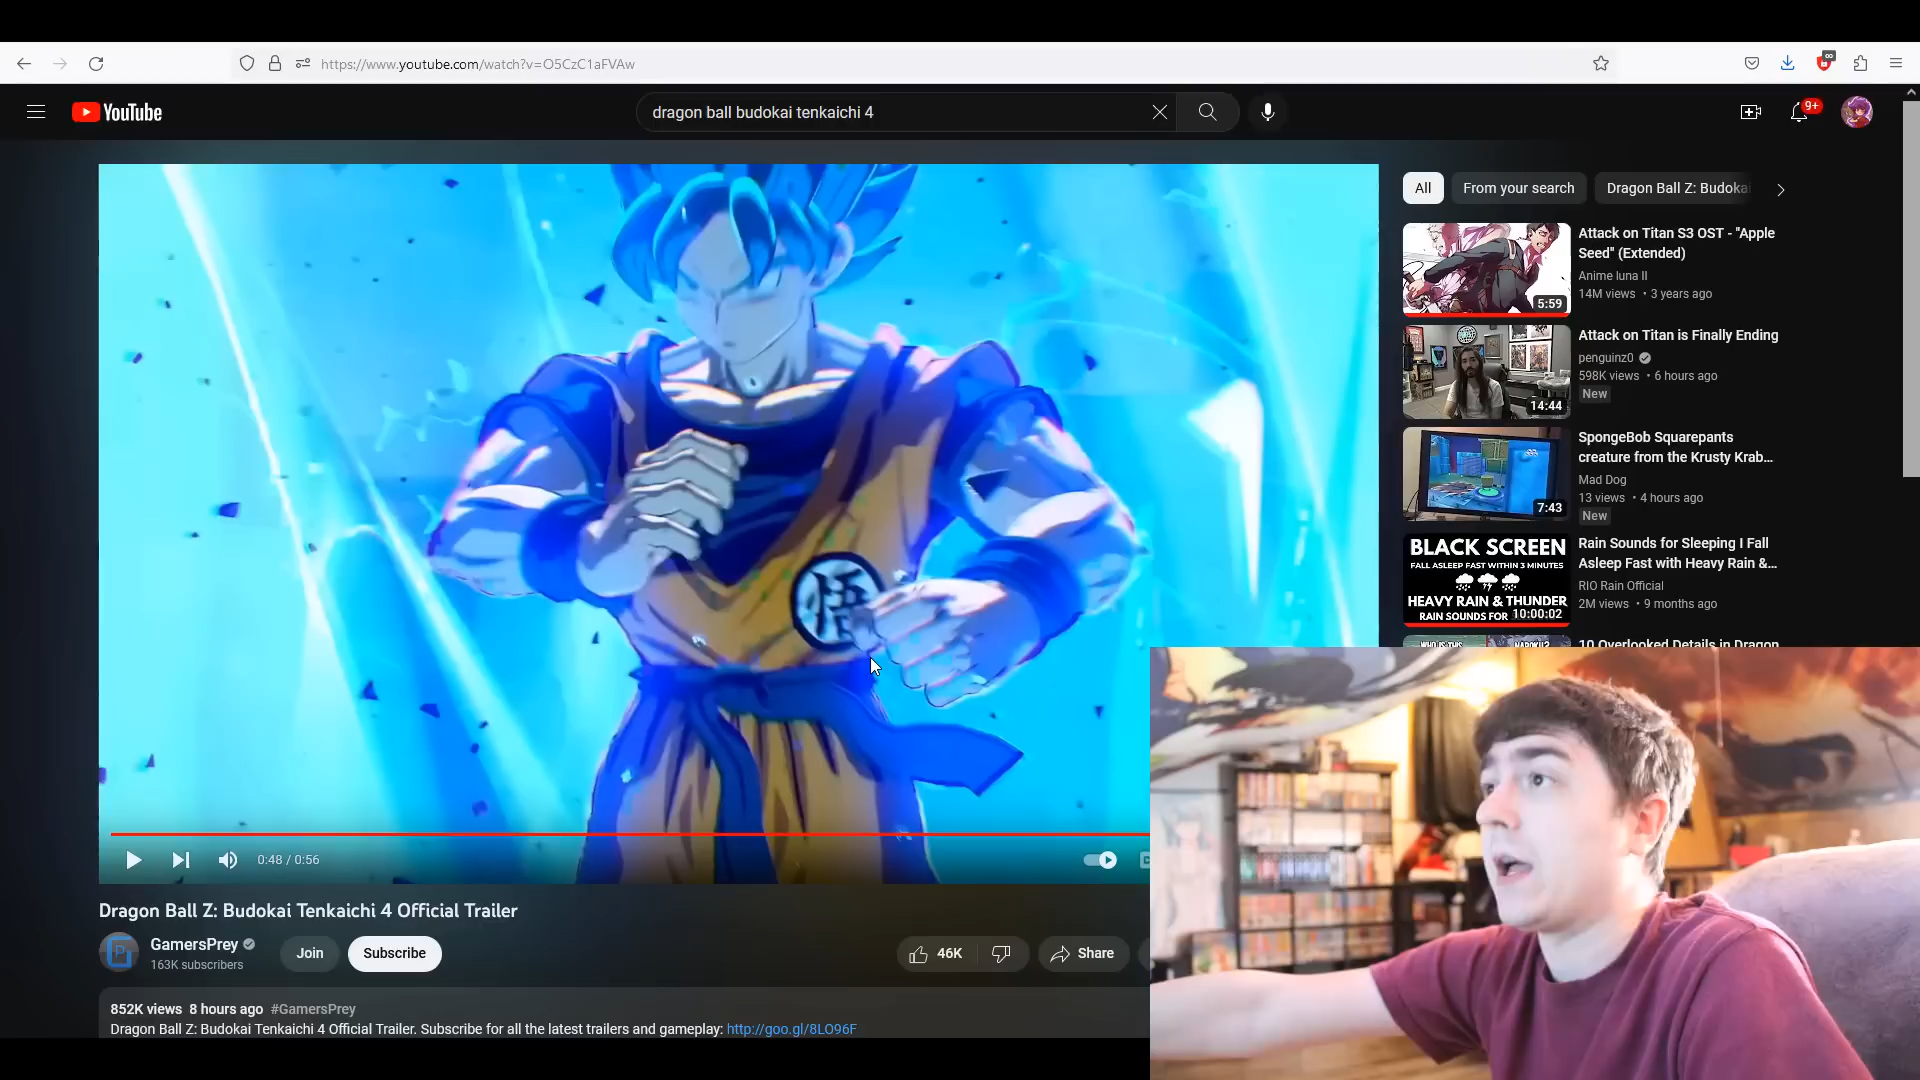 https://www.youtube.com/watch?v=O5CzC1aFVAw
YouTube
dragon ball budokai tenkaichi 4
9+
悟
0:48 / 0:56
Dragon Ball Z: Budokai Tenkaichi 4 Official Trailer
GamersPrey
163K subscribers
Join
Subscribe
46K
Share
852K views 8 hours ago #GamersPrey
Dragon Ball Z: Budokai Tenkaichi 4 Official Trailer. Subscribe for all the latest trailers and gameplay: http://goo.gl/8LO96F
All
From your search
Dragon Ball Z: Budokai
5:59
Attack on Titan S3 OST - "Apple
Seed" (Extended)
Anime luna II
14M views • 3 years ago
14:44
Attack on Titan is Finally Ending
penguinz0
598K views • 6 hours ago
New
7:43
SpongeBob Squarepants
creature from the Krusty Krab...
Mad Dog
13 views • 4 hours ago
New
BLACK SCREEN
FALL ASLEEP FAST WITHIN 3 MINUTES
HEAVY RAIN & THUNDER
RAIN SOUNDS FOR
10:00:02
Rain Sounds for Sleeping I Fall
Asleep Fast with Heavy Rain &...
RIO Rain Official
2M views • 9 months ago
10 Overlooked Details in Dragon